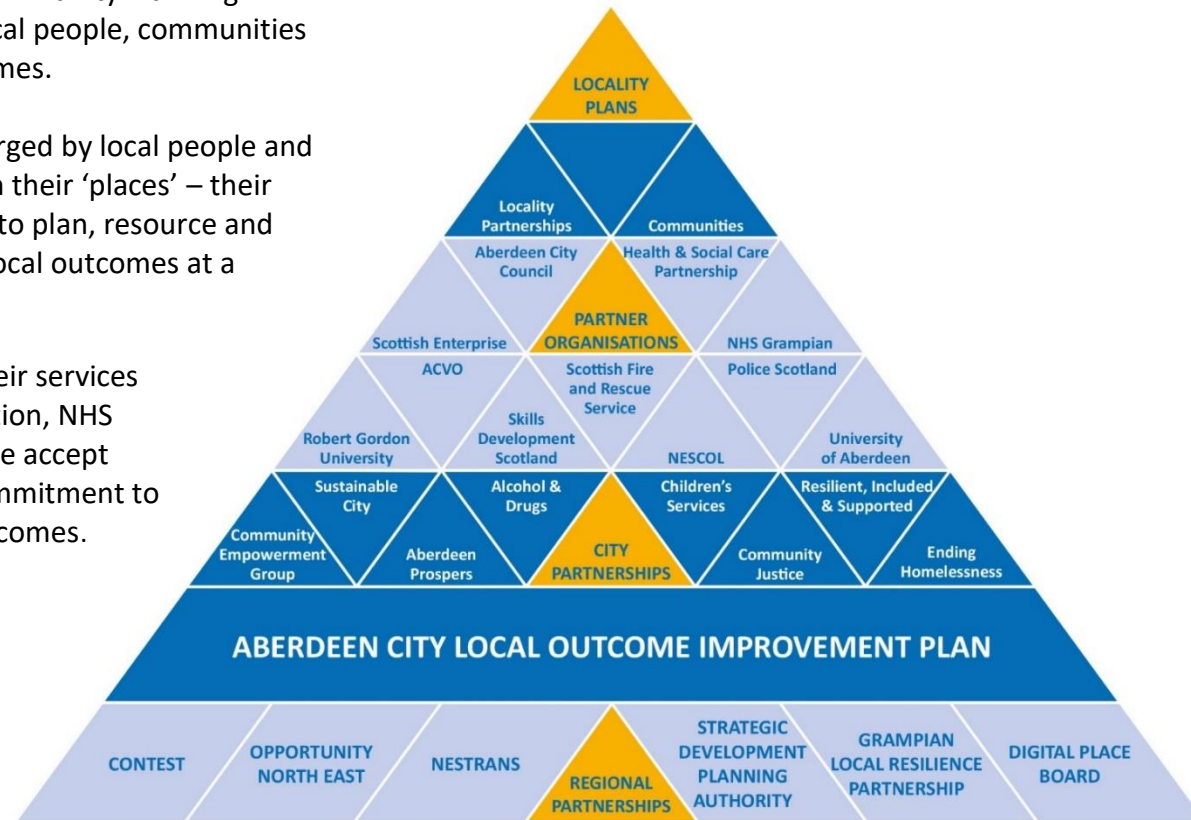 cal people, communities
mes.
rged by local people and
n their ‘places’ – their
to plan, resource and
ocal outcomes at a
eir services
tion, NHS
e accept
mmitment to
comes.
LOCALITY
PLANS
Locality
Partnerships
Communities
Aberdeen City
Council
Health & Social Care
Partnership
Scottish Enterprise
PARTNER
ORGANISATIONS
NHS Grampian
ACVO
Scottish Fire
and Rescue
Service
Police Scotland
Robert Gordon
University
Skills
Development
Scotland
NESCOL
University
of Aberdeen
Sustainable
City
Alcohol &
Drugs
Children’s
Services
Resilient, Included
& Supported
Community
Empowerment
Group
Aberdeen
Prospers
CITY
PARTNERSHIPS
Community
Justice
Ending
Homelessness
ABERDEEN CITY LOCAL OUTCOME IMPROVEMENT PLAN
CONTEST
OPPORTUNITY
NORTH EAST
NESTRANS
REGIONAL
PARTNERSHIPS
STRATEGIC
DEVELOPMENT
PLANNING
AUTHORITY
GRAMPIAN
LOCAL RESILIENCE
PARTNERSHIP
DIGITAL PLACE
BOARD